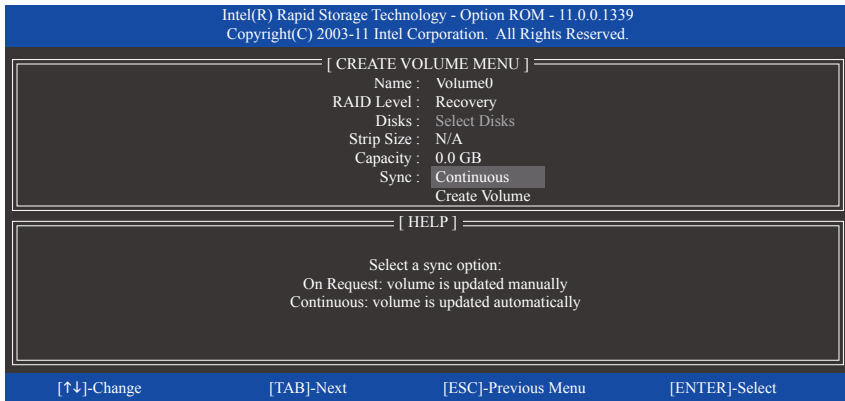 Intel(R) Rapid Storage Technology - Option ROM - 11.0.0.1339
Copyright(C) 2003-11 Intel Corporation. All Rights Reserved.
[ CREATE VOLUME MENU ]
Name : Volume0
RAID Level : Recovery
Disks : Select Disks
Strip Size : N/A
Capacity : 0.0 GB
Sync : Continuous
Create Volume
[ HELP ]
Select a sync option:
On Request: volume is updated manually
Continuous: volume is updated automatically
[↑↓]-Change [TAB]-Next [ESC]-Previous Menu [ENTER]-Select